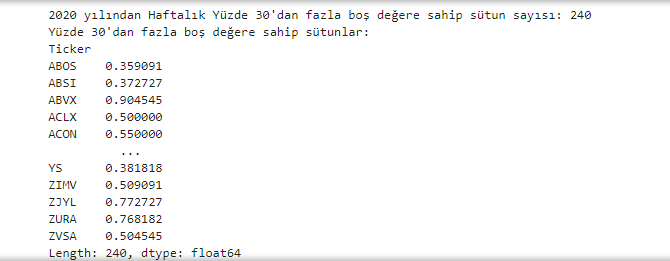 2020 yılından Haftalık Yüzde 30'dan fazla boş değere sahip sütun sayısı: 240
Yüzde 30'dan fazla boş değere sahip sütunlar:
Ticker
ABOS    0.359091
ABSI    0.372727
ABVX    0.904545
ACLX    0.500000
ACON    0.550000
...
YS      0.381818
ZIMV    0.509091
ZJYL    0.772727
ZURA    0.768182
ZVSA    0.504545
Length: 240, dtype: float64